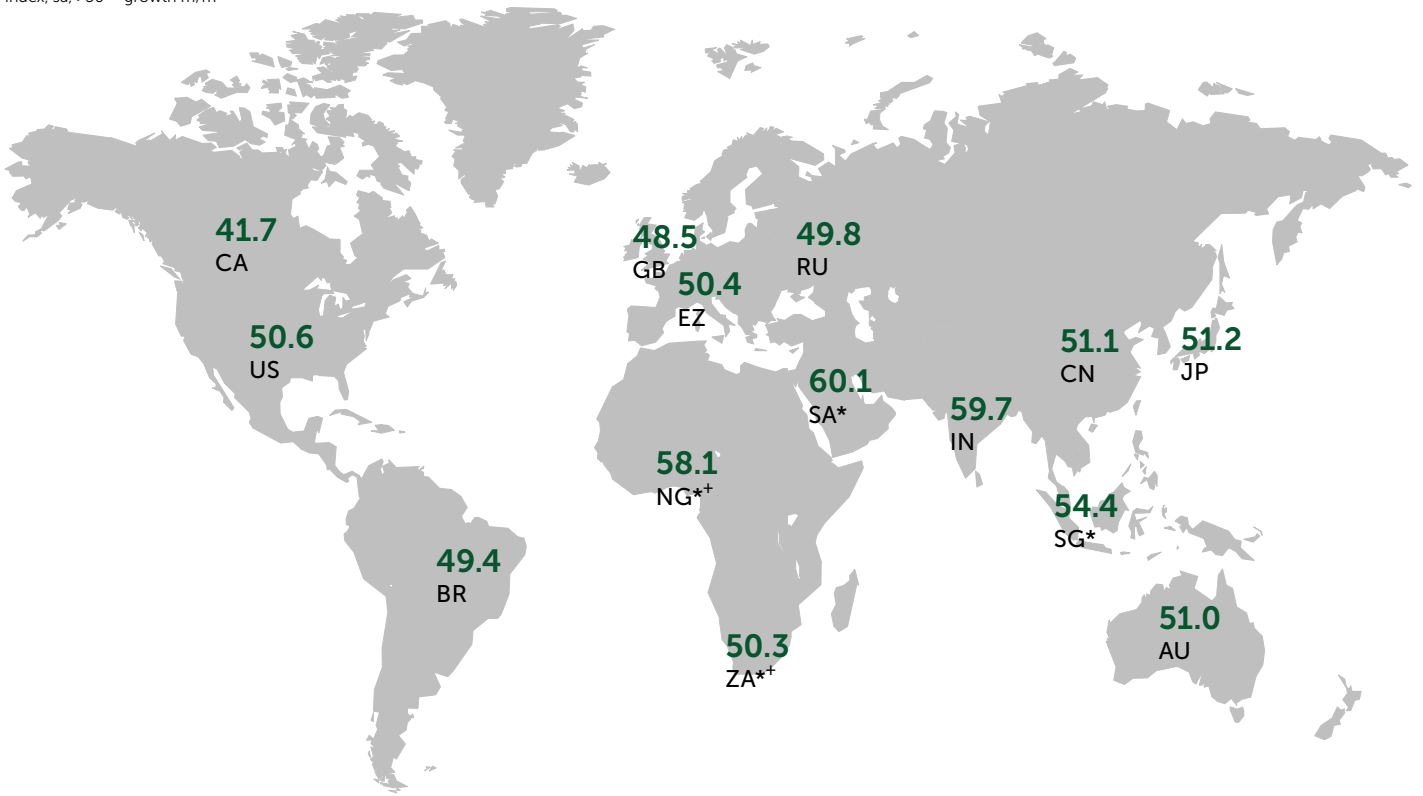 41.7
CA
48.5
GB
49.8
RU
50.4
EZ
50.6
US
51.1
CN
51.2
JP
60.1
SA*
59.7
IN
58.1
NG*+
54.4
SG*
49.4
BR
51.0
AU
50.3
ZA*+